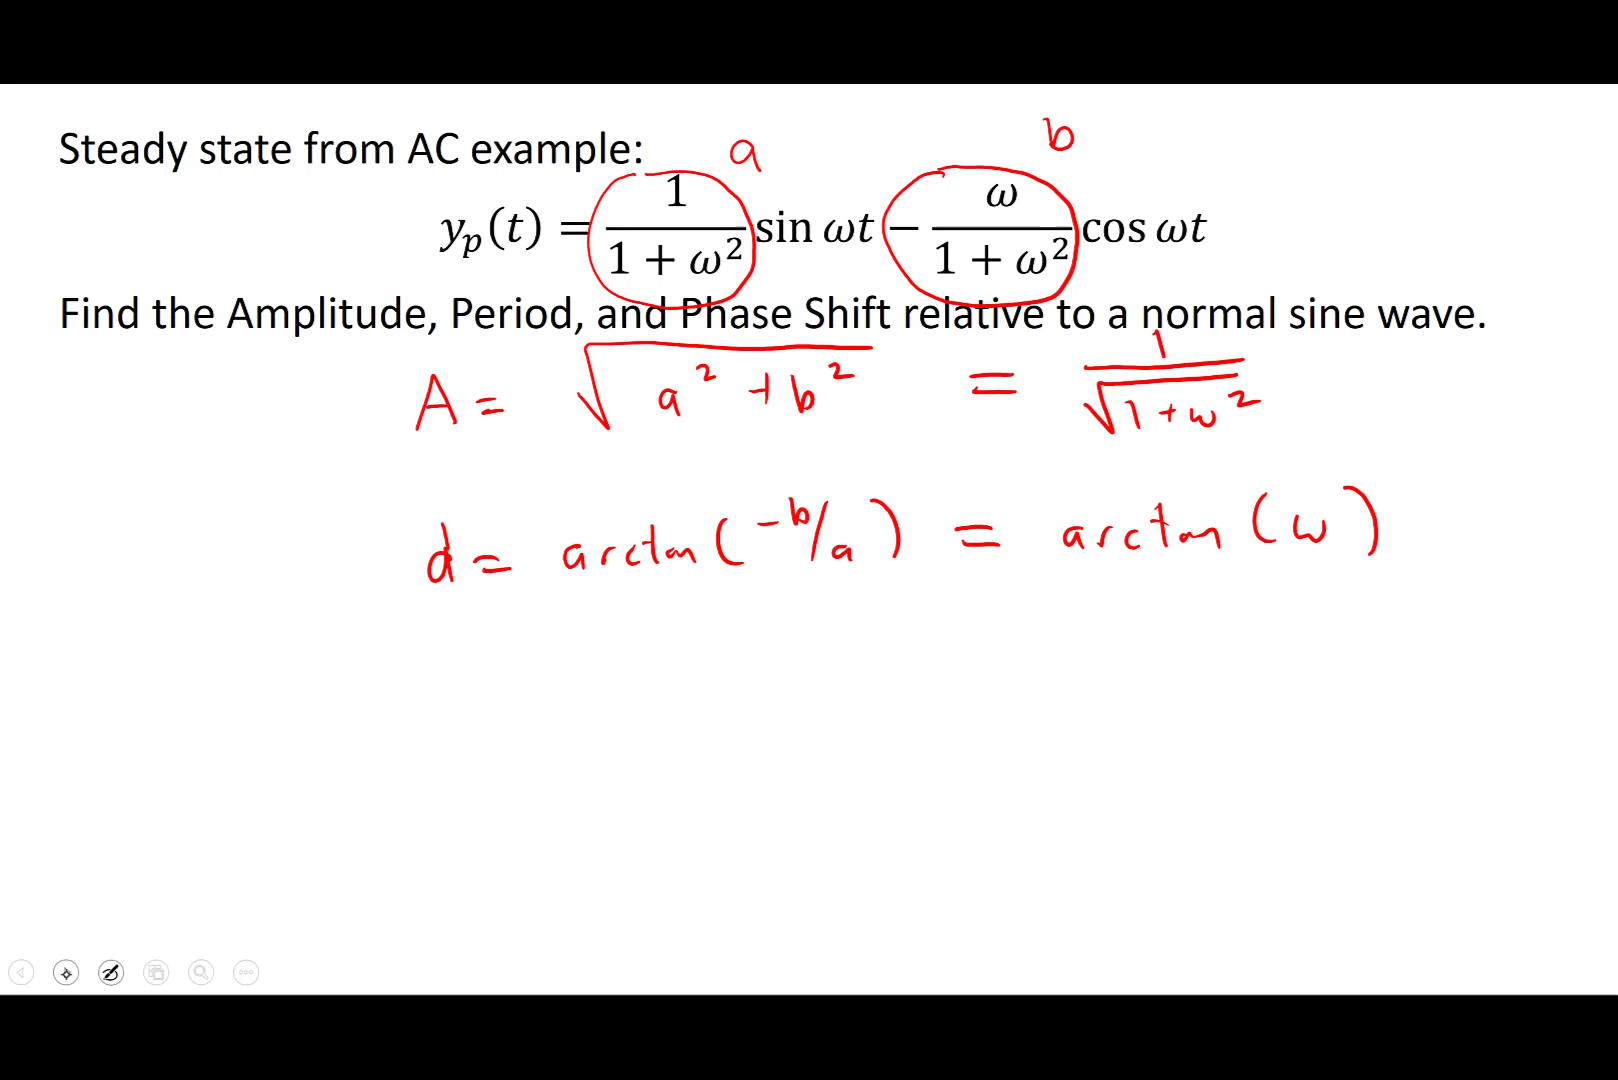 Steady state from AC example:
a
b
yₚ(t) = 1/(1 + ω²) sin ωt − ω/(1 + ω²) cos ωt
Find the Amplitude, Period, and Phase Shift relative to a normal sine wave.
A = √(a² + b²) = 1/√(1 + ω²)
d = arctan(-b/a) = arctan(ω)